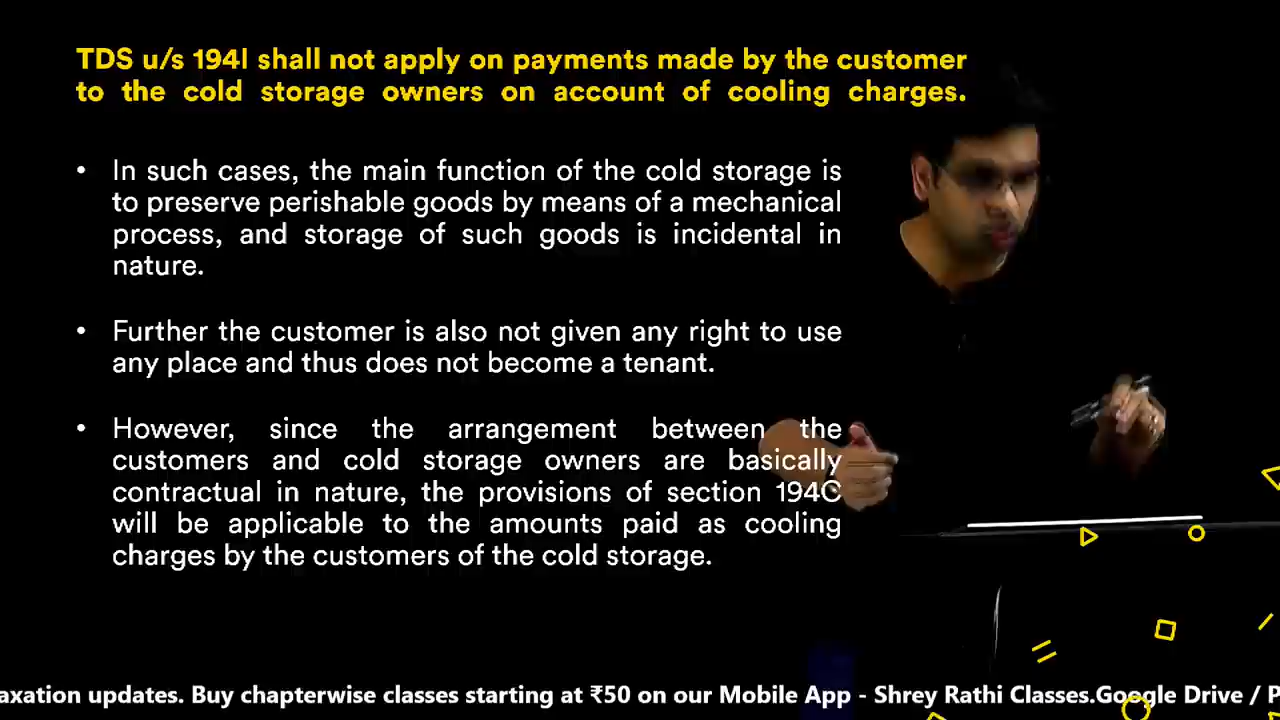 TDS u/s 194I shall not apply on payments made by the customer
to the cold storage owners on account of cooling charges.
• In such cases, the main function of the cold storage is
to preserve perishable goods by means of a mechanical
process, and storage of such goods is incidental in
nature.
• Further the customer is also not given any right to use
any place and thus does not become a tenant.
• However, since the arrangement between the
customers and cold storage owners are basically
contractual in nature, the provisions of section 194C
will be applicable to the amounts paid as cooling
charges by the customers of the cold storage.
axation updates. Buy chapterwise classes starting at ₹50 on our Mobile App - Shrey Rathi Classes.Google Drive / P